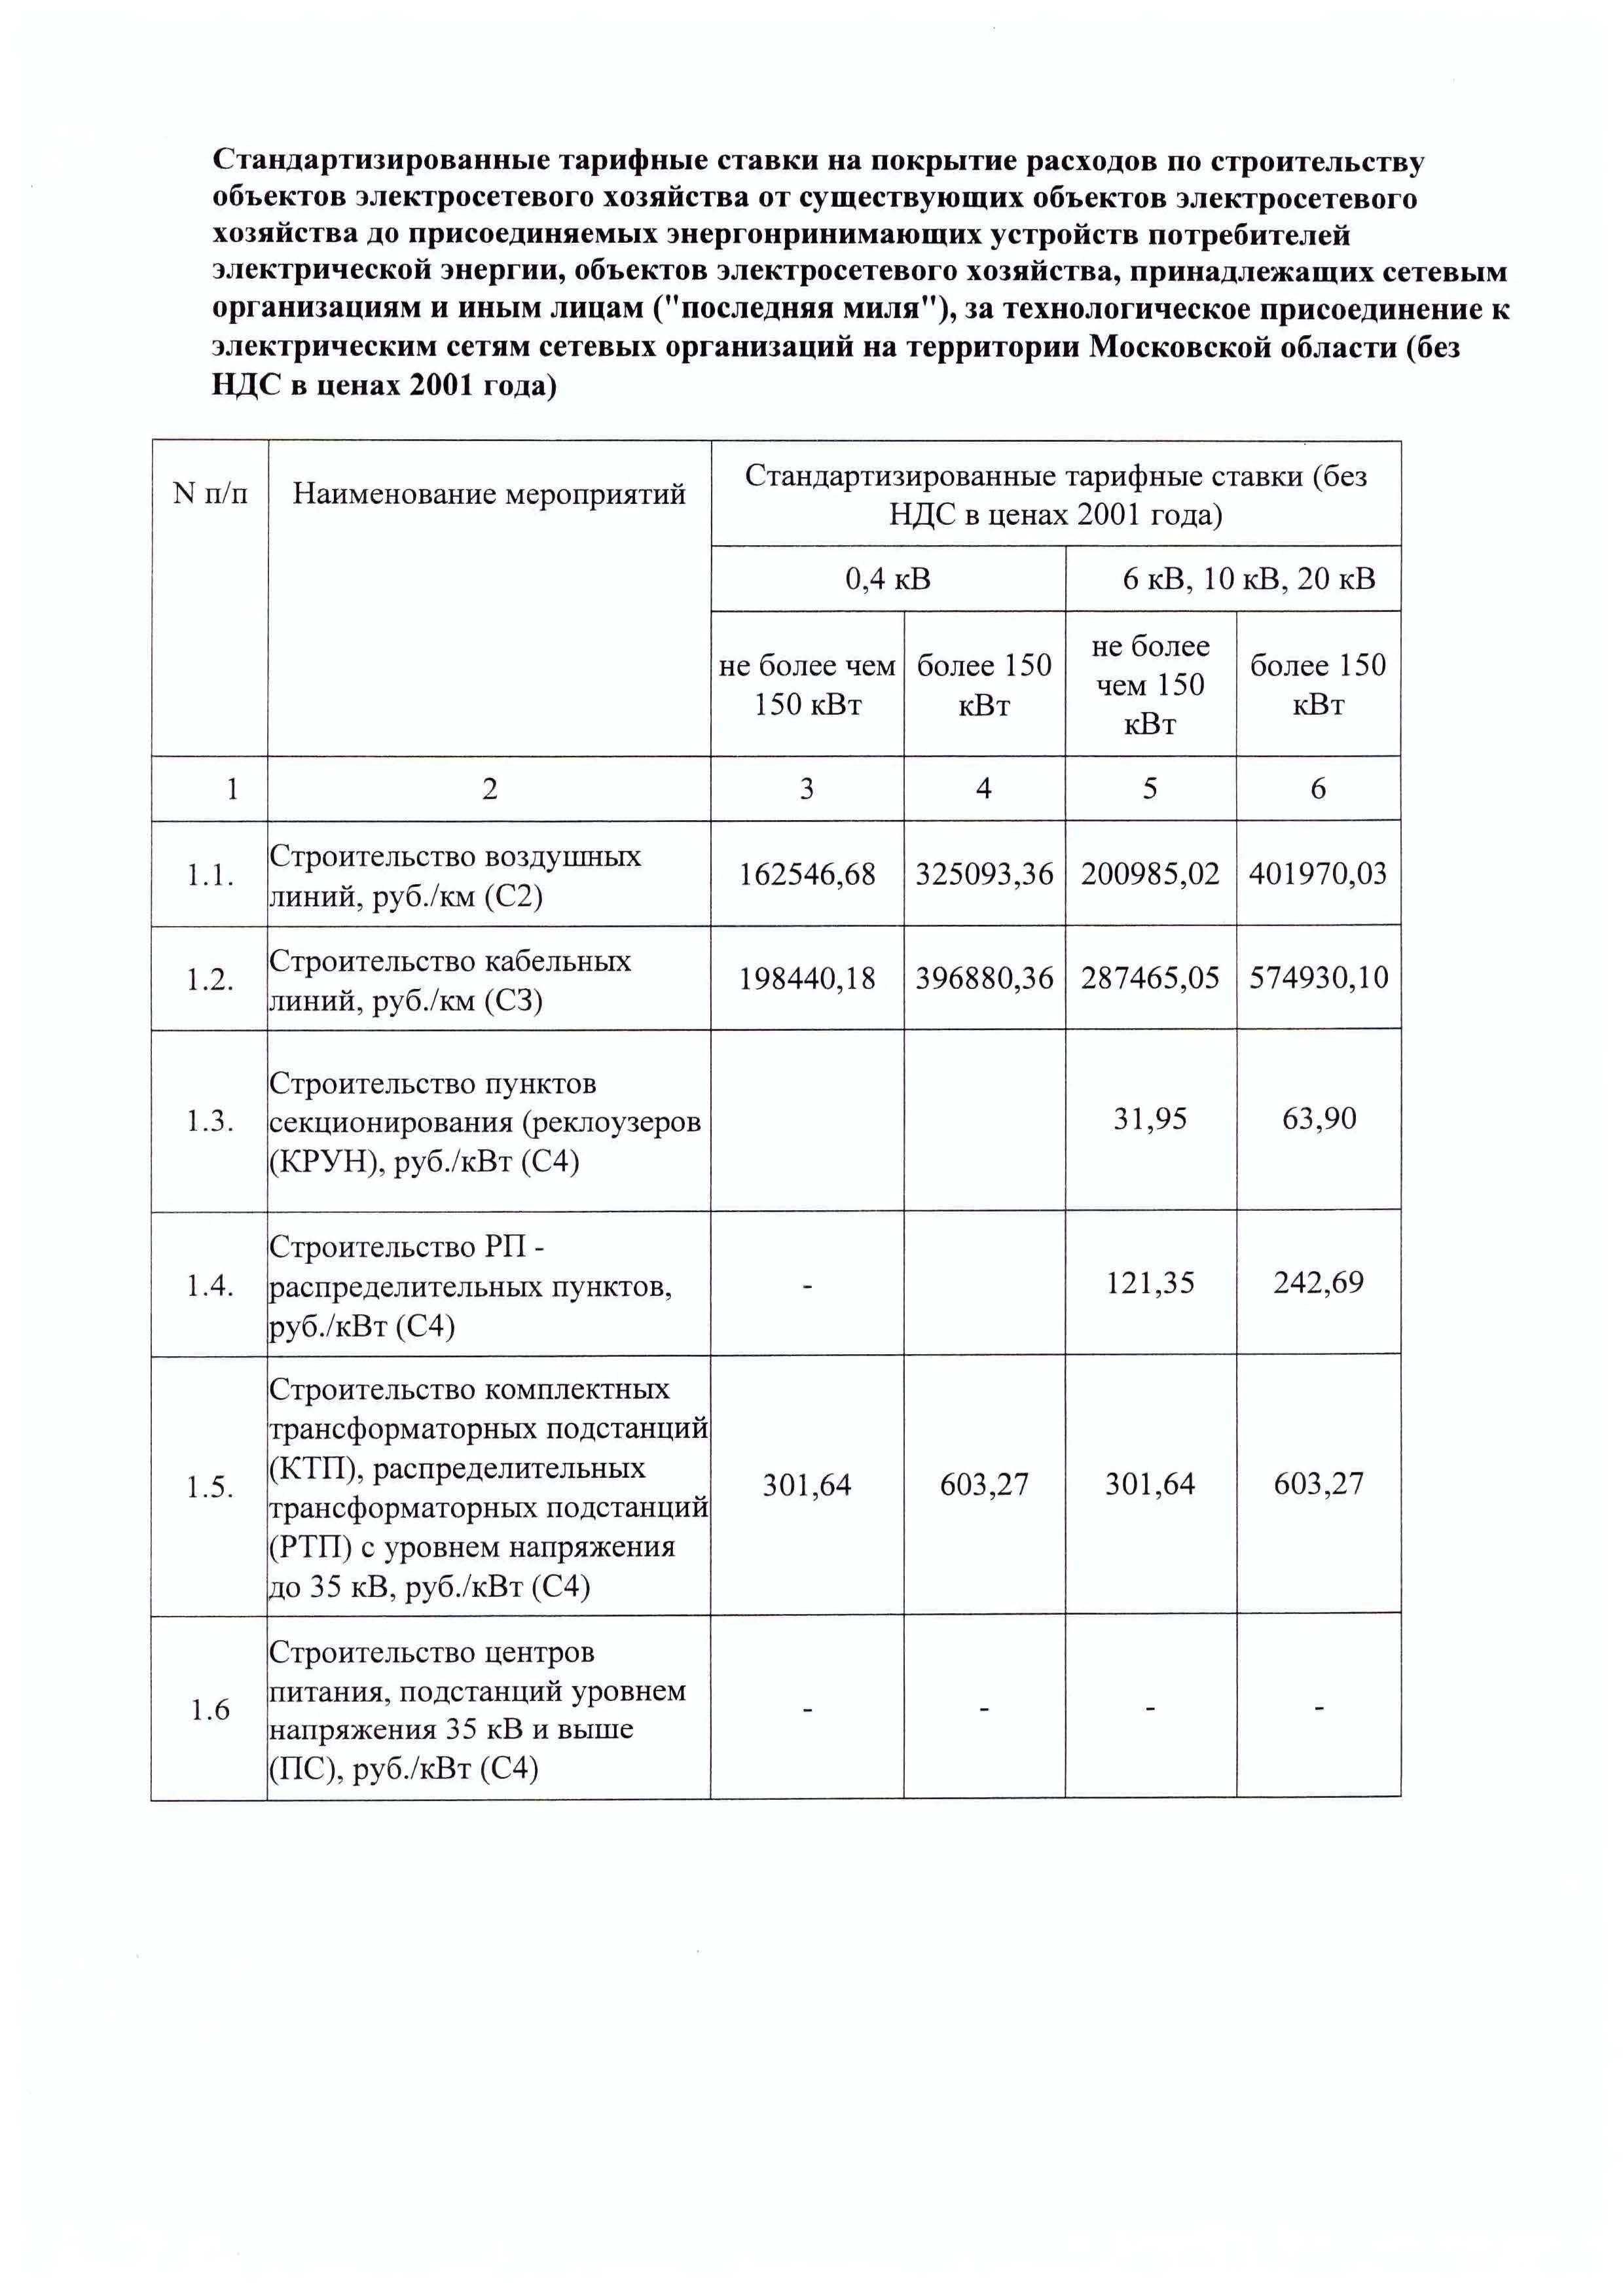 Стандартизированные тарифные ставки на покрытие расходов по строительству
объектов электросетевого хозяйства от существующих объектов электросетевого
хозяйства до присоединяемых энергонринимающих устройств потребителей
электрической энергии, объектов электросетевого хозяйства, принадлежащих сетевым
организациям и иным лицам ("последняя миля"), за технологическое присоединение к
электрическим сетям сетевых организаций на территории Московской области (без
НДС в ценах 2001 года)
N п/п
Наименование мероприятий
Стандартизированные тарифные ставки (без
НДС в ценах 2001 года)
0,4 кВ
6 кВ, 10 кВ, 20 кВ
не более чем
150 кВт
более 150
кВт
не более
чем 150
кВт
более 150
кВт
1 2 3 4 5 6
1.1.
Строительство воздушных
линий, руб./км (С2)
162546,68 325093,36 200985,02 401970,03
1.2.
Строительство кабельных
линий, руб./км (С3)
198440,18 396880,36 287465,05 574930,10
1.3.
Строительство пунктов
секционирования (реклоузеров
(КРУН), руб./кВт (С4)
31,95 63,90
1.4.
Строительство РП -
распределительных пунктов,
руб./кВт (С4)
- 121,35 242,69
1.5.
Строительство комплектных
трансформаторных подстанций
(КТП), распределительных
трансформаторных подстанций
(РТП) с уровнем напряжения
до 35 кВ, руб./кВт (С4)
301,64 603,27 301,64 603,27
1.6
Строительство центров
питания, подстанций уровнем
напряжения 35 кВ и выше
(ПС), руб./кВт (С4)
- - - -